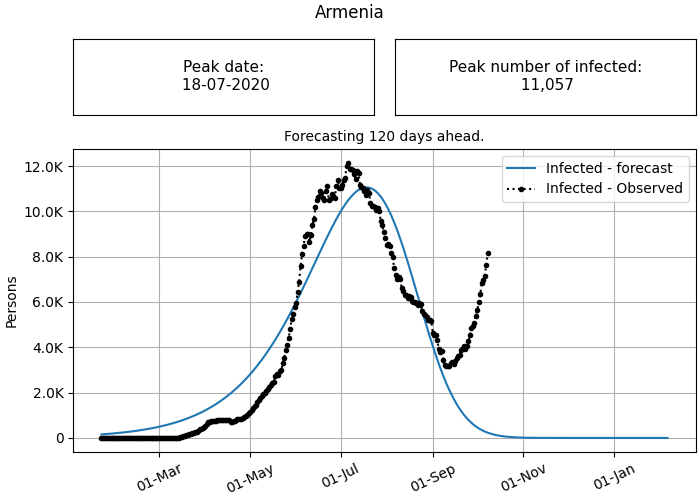 Armenia
Peak date:
18-07-2020
Peak number of infected:
11,057
Forecasting 120 days ahead.
Infected - forecast
Infected - Observed
Persons
12.0K
10.0K
8.0K
6.0K
4.0K
2.0K
0
01-Mar
01-May
01-Jul
01-Sep
01-Nov
01-Jan